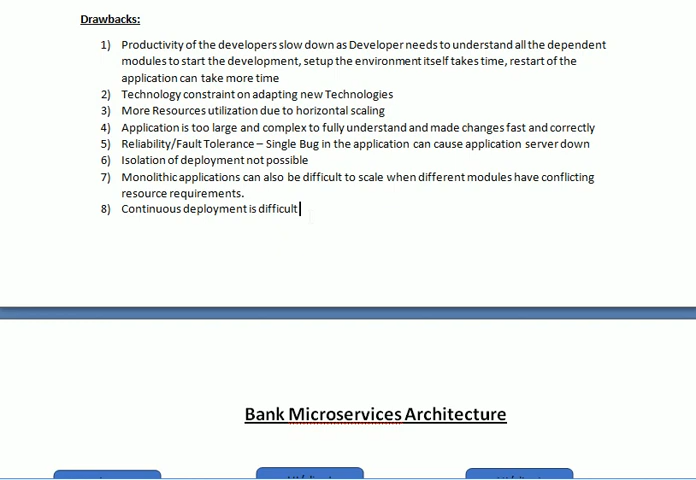 Drawbacks:
1) Productivity of the developers slow down as Developer needs to understand all the dependent
modules to start the development, setup the environment itself takes time, restart of the
application can take more time
2) Technology constraint on adapting new Technologies
3) More Resources utilization due to horizontal scaling
4) Application is too large and complex to fully understand and made changes fast and correctly
5) Reliability/Fault Tolerance – Single Bug in the application can cause application server down
6) Isolation of deployment not possible
7) Monolithic applications can also be difficult to scale when different modules have conflicting
resource requirements.
8) Continuous deployment is difficult
Bank Microservices Architecture